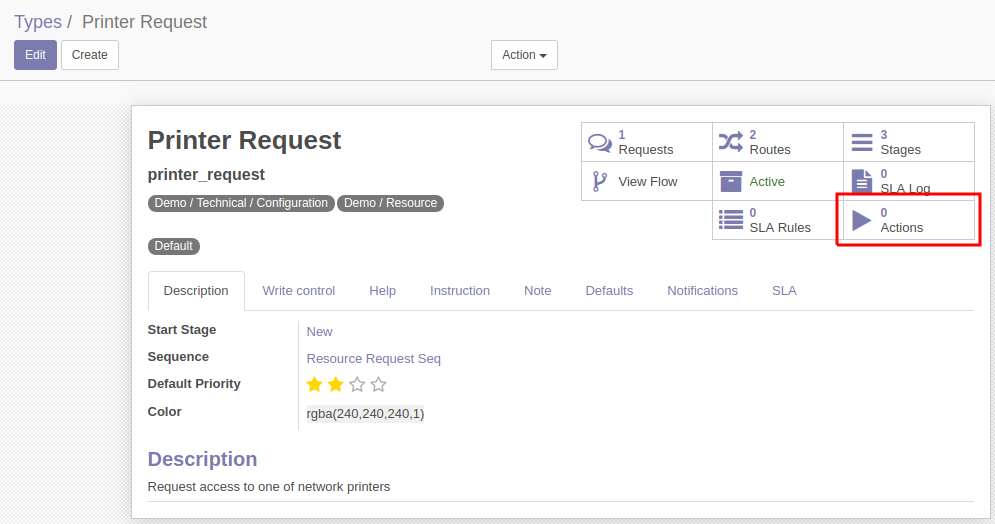 Types / Printer Request
Edit Create Action
Printer Request
printer_request
Demo / Technical / Configuration Demo / Resource
Default
1 Requests
2 Routes
3 Stages
View Flow
Active
0 SLA Log
0 SLA Rules
0 Actions
Description Write control Help Instruction Note Defaults Notifications SLA
Start Stage New
Sequence Resource Request Seq
Default Priority
Color rgba(240,240,240,1)
Description
Request access to one of network printers